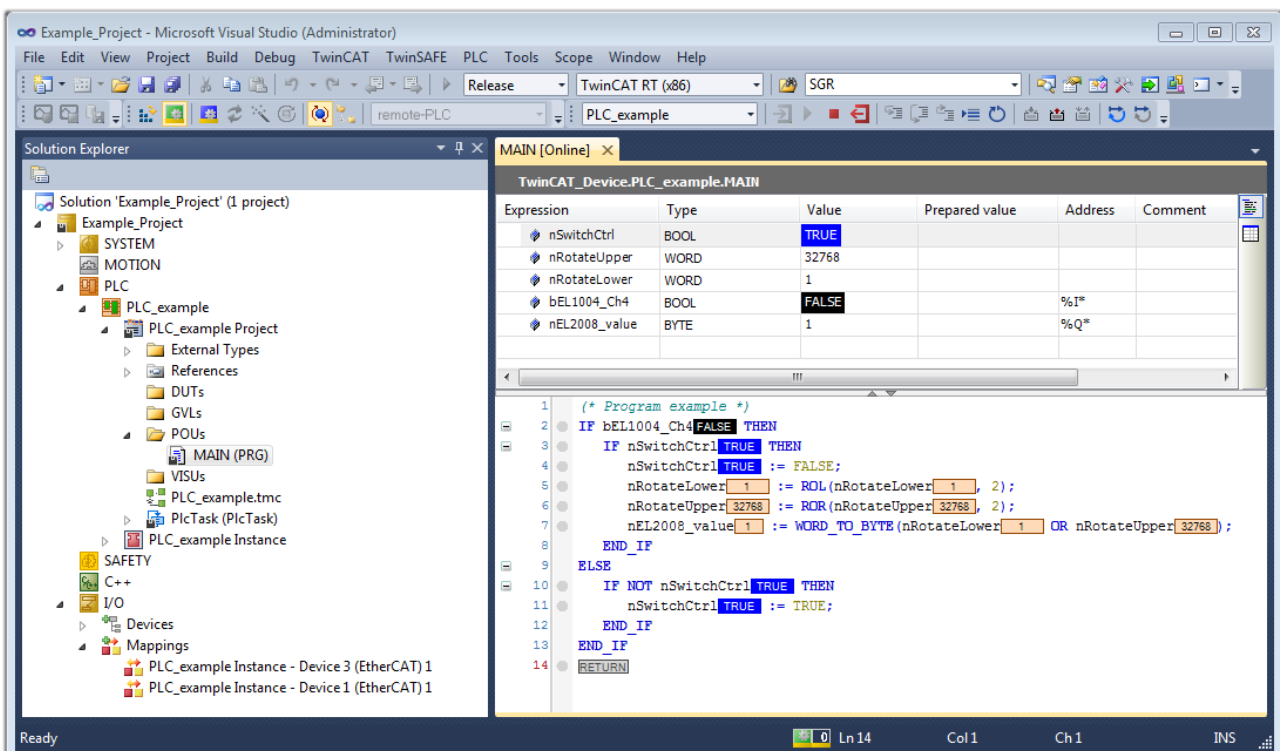 Example_Project - Microsoft Visual Studio (Administrator)
File Edit View Project Build Debug TwinCAT TwinSAFE PLC Tools Scope Window Help
Release TwinCAT RT (x86) SGR
remote-PLC PLC_example
Solution Explorer
Solution 'Example_Project' (1 project)
Example_Project
SYSTEM
MOTION
PLC
PLC_example
PLC_example Project
External Types
References
DUTs
GVLs
POUs
MAIN (PRG)
VISUs
PLC_example.tmc
PlcTask (PlcTask)
PLC_example Instance
SAFETY
C++
I/O
Devices
Mappings
PLC_example Instance - Device 3 (EtherCAT) 1
PLC_example Instance - Device 1 (EtherCAT) 1
MAIN [Online]
TwinCAT_Device.PLC_example.MAIN
Expression Type Value Prepared value Address Comment
nSwitchCtrl BOOL TRUE
nRotateUpper WORD 32768
nRotateLower WORD 1
bEL1004_Ch4 BOOL FALSE %I*
nEL2008_value BYTE 1 %Q*
1 (* Program example *)
2 IF bEL1004_Ch4 FALSE THEN
3 IF nSwitchCtrl TRUE THEN
4 nSwitchCtrl TRUE := FALSE;
5 nRotateLower 1 := ROL(nRotateLower 1 , 2);
6 nRotateUpper 32768 := ROR(nRotateUpper 32768 , 2);
7 nEL2008_value 1 := WORD_TO_BYTE(nRotateLower 1 OR nRotateUpper 32768 );
8 END_IF
9 ELSE
10 IF NOT nSwitchCtrl TRUE THEN
11 nSwitchCtrl TRUE := TRUE;
12 END_IF
13 END_IF
14 RETURN
Ready 0 Ln 14 Col 1 Ch 1 INS